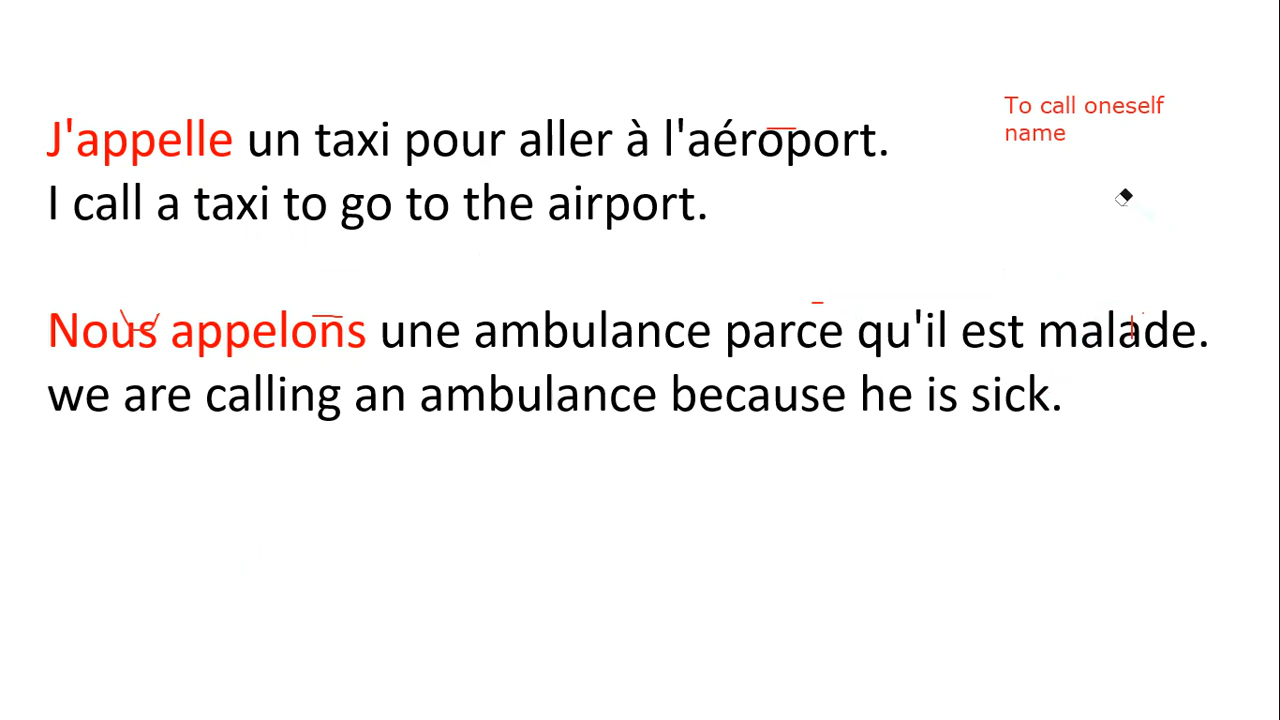 To call oneself
name
J'appelle un taxi pour aller à l'aéroport.
I call a taxi to go to the airport.
Nous appelons une ambulance parce qu'il est malade.
we are calling an ambulance because he is sick.